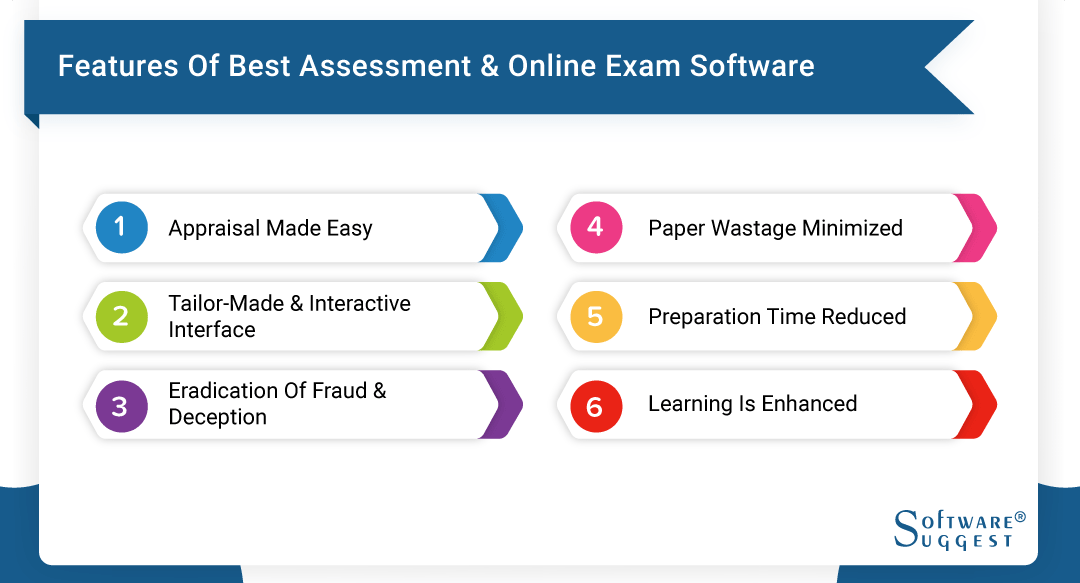 Features Of Best Assessment & Online Exam Software
1
Appraisal Made Easy
2
Tailor-Made & Interactive
Interface
3
Eradication Of Fraud &
Deception
4
Paper Wastage Minimized
5
Preparation Time Reduced
6
Learning Is Enhanced
SOFTWARE®
SUGGEST